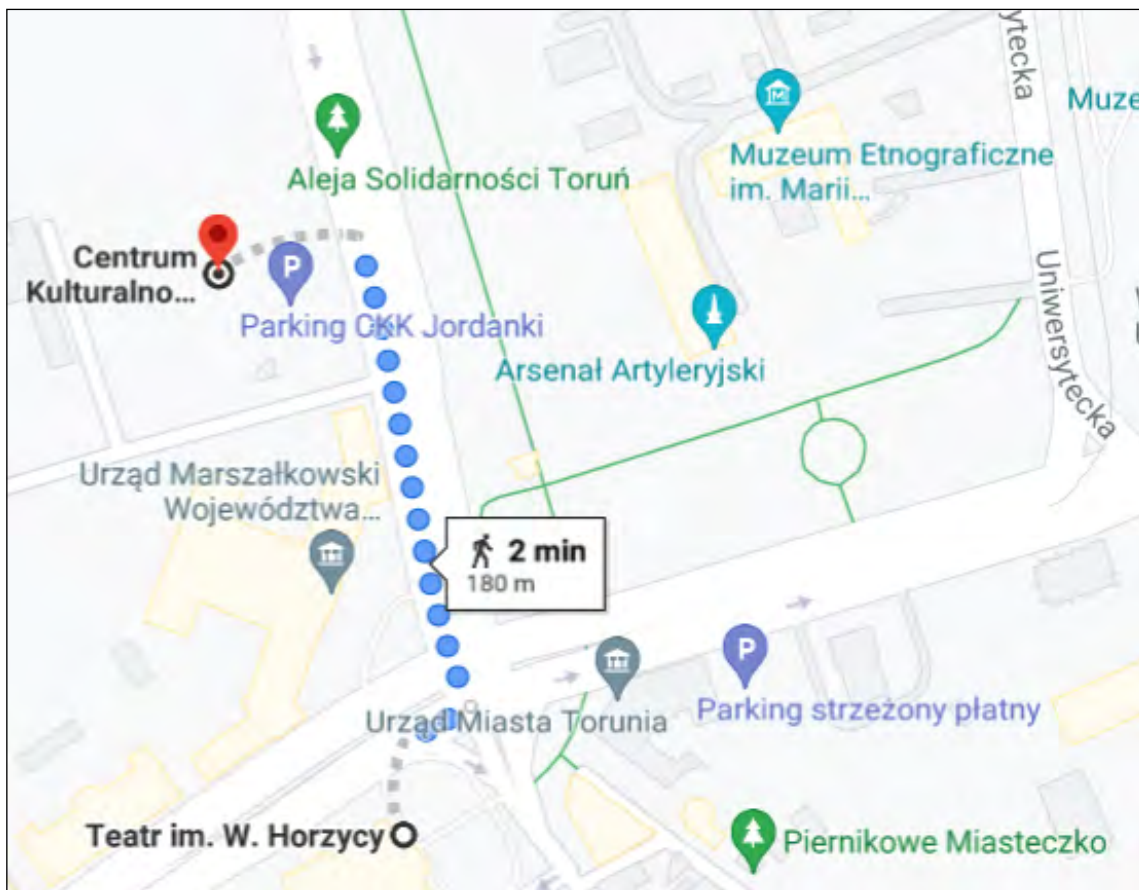 ytecka
Muze
Aleja Solidarności Toruń
Muzeum Etnograficzne
im. Marii...
Centrum
Kulturalno...
P
Parking CKK Jordanki
Uniwersytecka
Arsenał Artyleryjski
Urząd Marszałkowski
Województwa...
2 min
180 m
P
Urząd Miasta Torunia
Parking strzeżony płatny
Teatr im. W. Horzycy
Piernikowe Miasteczko